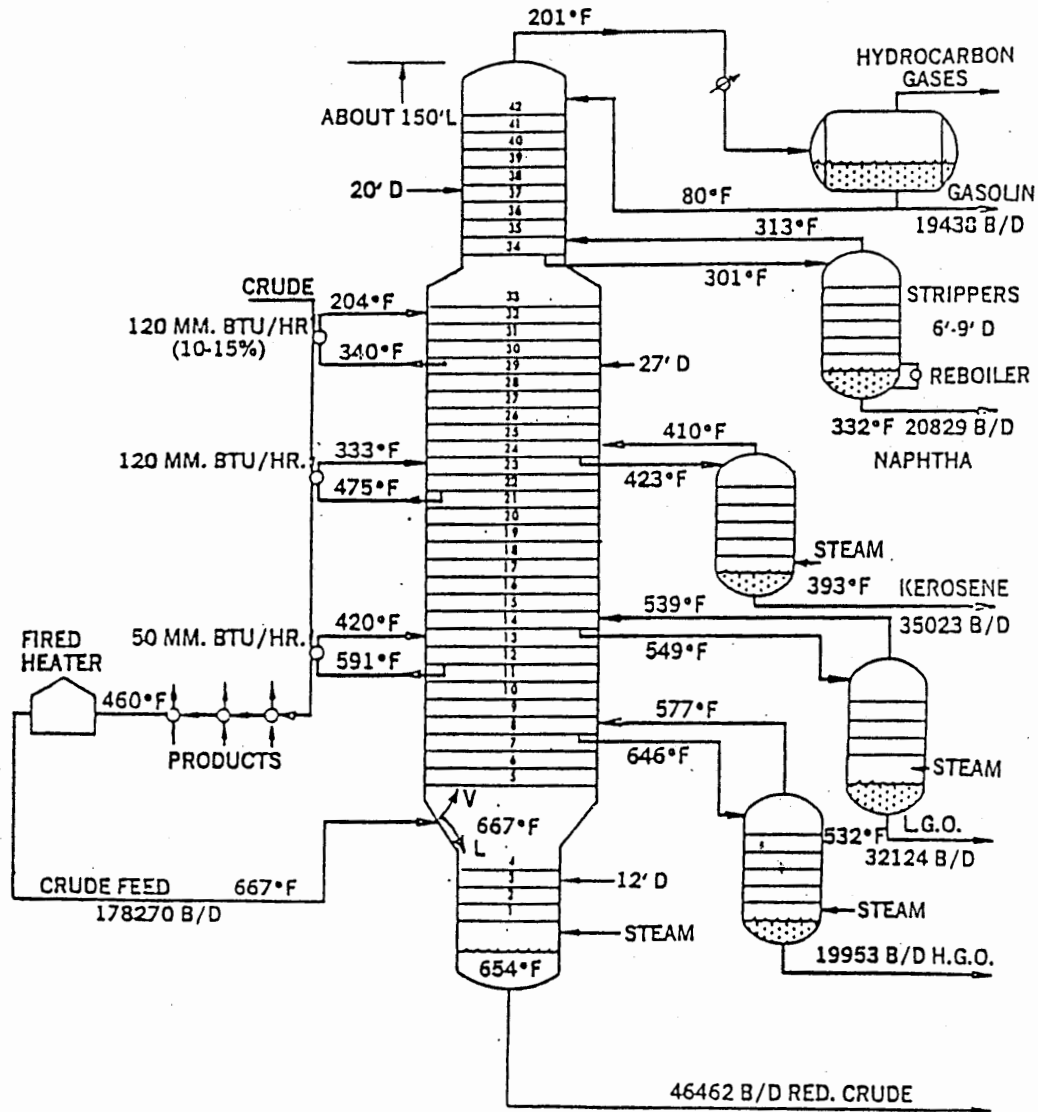 201°F
HYDROCARBON
GASES
ABOUT 150'L
42
41
40
39
38
37
36
35
34
20' D
80°F
GASOLIN
19438 B/D
313°F
301°F
CRUDE
204°F
120 MM. BTU/HR
(10-15%)
340°F
33
32
31
30
29
28
27
26
25
24
23
22
21
20
19
18
17
16
15
14
13
12
11
10
9
8
7
6
5
STRIPPERS
6'-9' D
27' D
REBOILER
332°F 20829 B/D
NAPHTHA
410°F
333°F
120 MM. BTU/HR.
475°F
423°F
STEAM
393°F
KEROSENE
35023 B/D
539°F
420°F
50 MM. BTU/HR.
591°F
549°F
FIRED
HEATER
460°F
PRODUCTS
577°F
646°F
STEAM
V
667°F
L
532°F
L.G.O.
32124 B/D
4
3
2
1
12' D
CRUDE FEED 667°F
178270 B/D
STEAM
STEAM
654°F
19953 B/D H.G.O.
46462 B/D RED. CRUDE